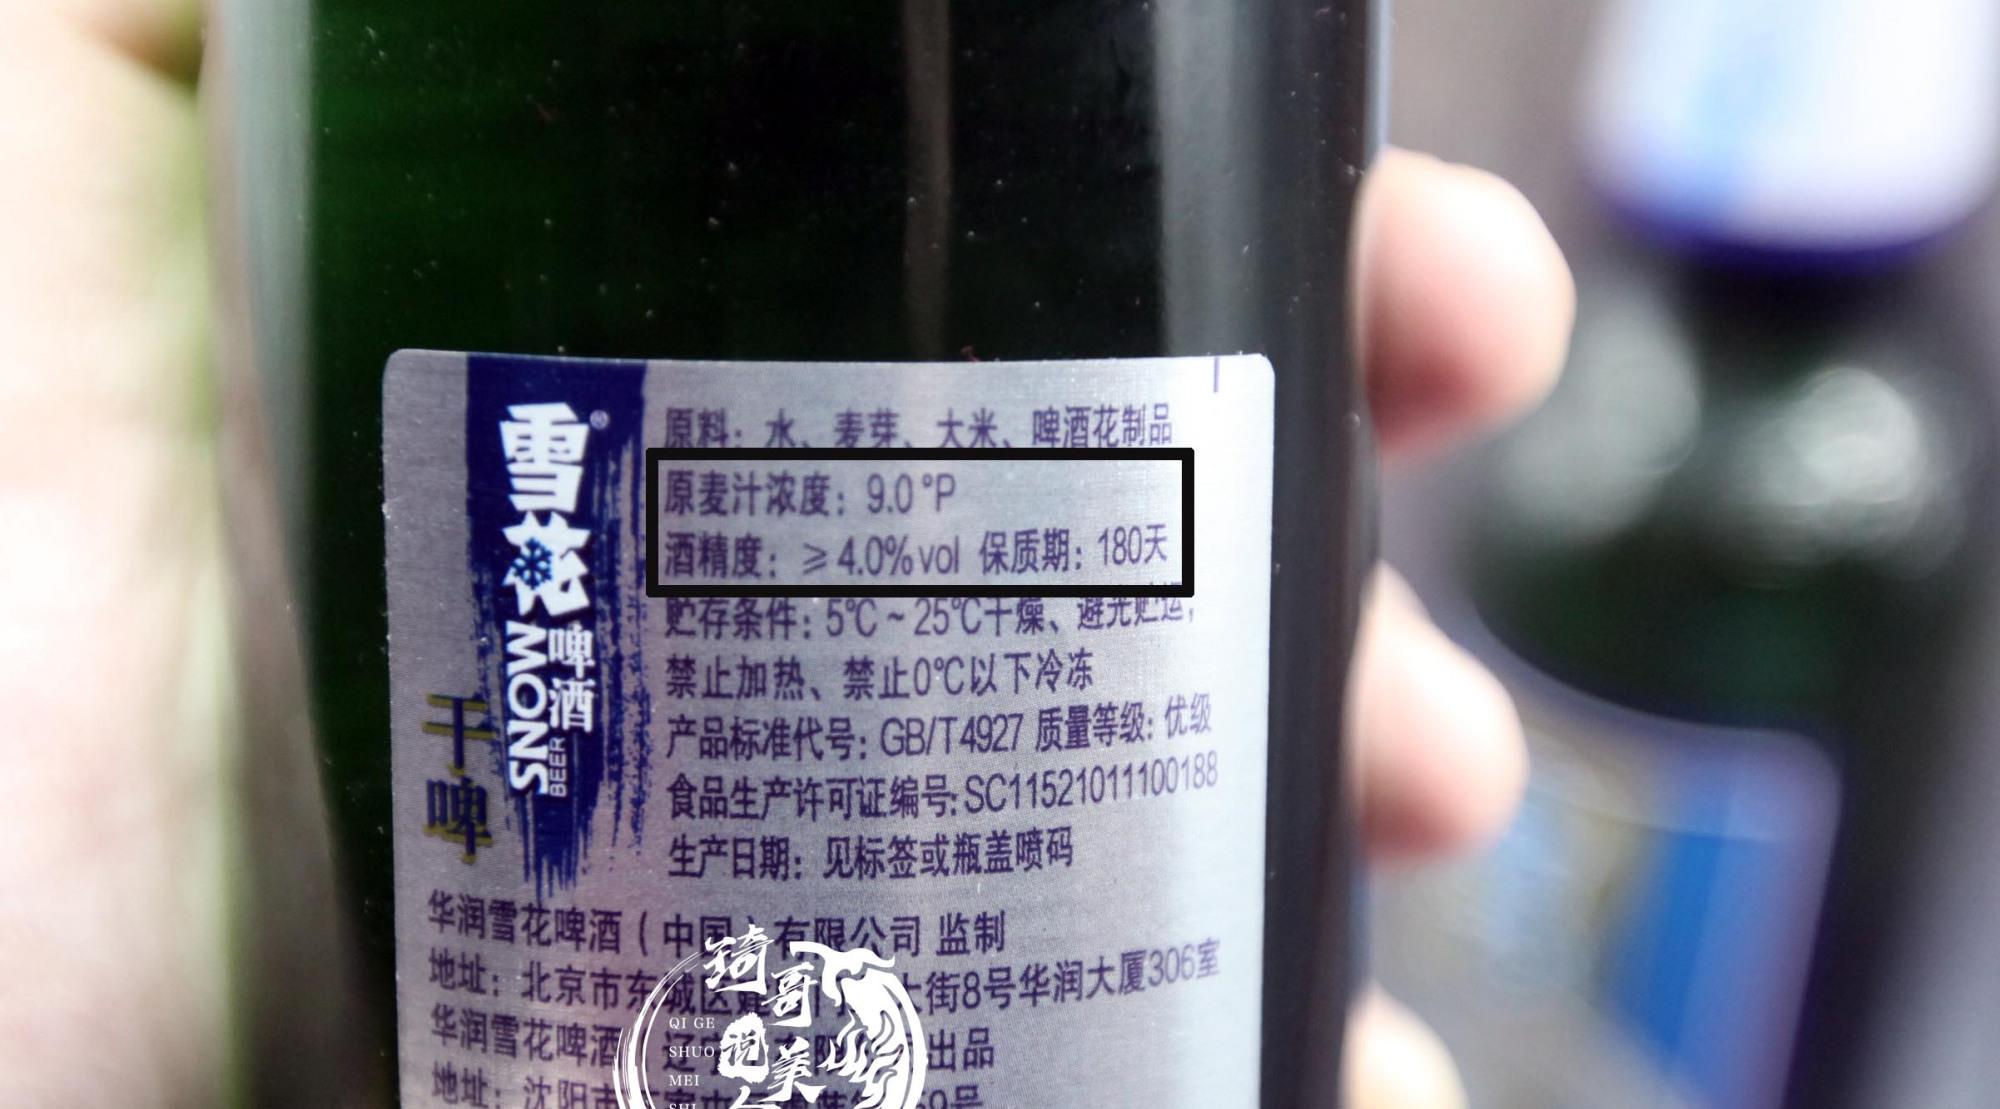 雪花®
啤酒
SNOW
BEER
干啤
原料：水、麦芽、大米、啤酒花制品
原麦汁浓度：9.0°P
酒精度：≥4.0%vol 保质期：180天
贮存条件：5℃~25℃干燥、避光贮运，
禁止加热、禁止0℃以下冷冻
产品标准代号：GB/T4927 质量等级：优级
食品生产许可证编号：SC11521011100188
生产日期：见标签或瓶盖喷码
华润雪花啤酒（中国 有限公司 监制
地址：北京市东城区 街8号华润大厦306室
华润雪花啤酒 出品
地址：沈阳市
琦哥说美
QI GE
SHUO
MEI
SHI